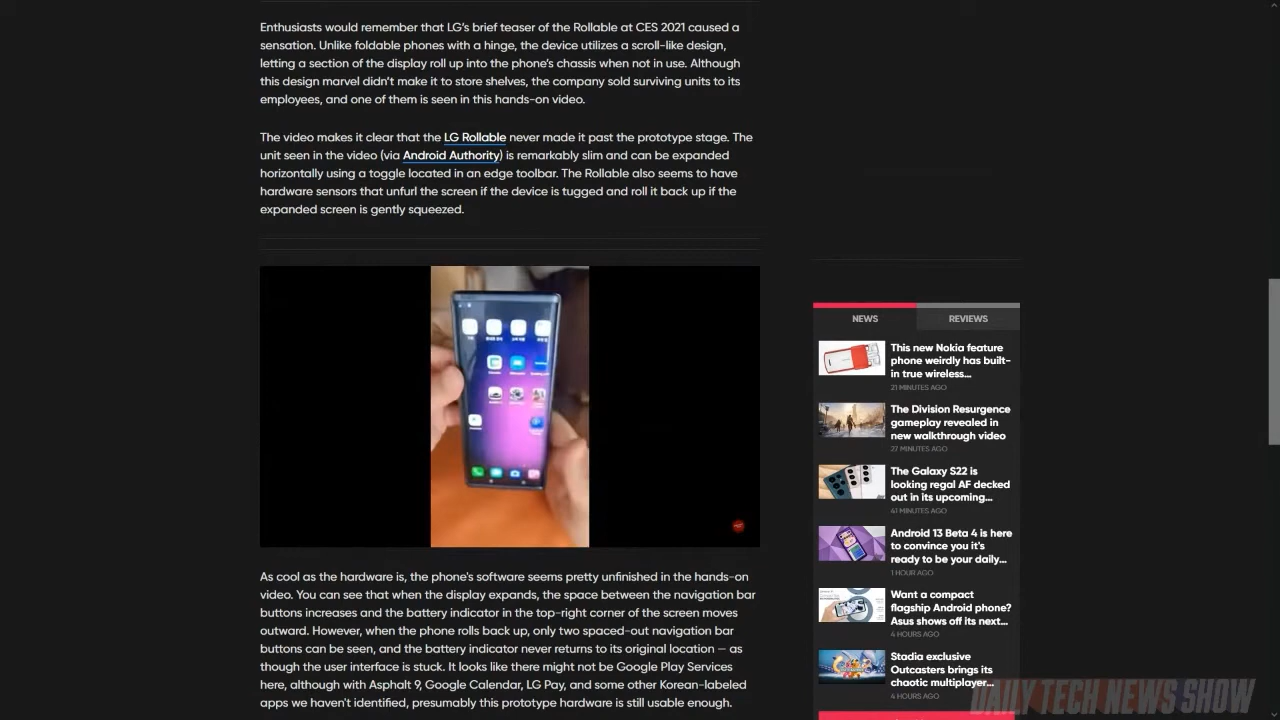 Enthusiasts would remember that LG's brief teaser of the Rollable at CES 2021 caused a
sensation. Unlike foldable phones with a hinge, the device utilizes a scroll-like design,
letting a section of the display roll up into the phone's chassis when not in use. Although
this design marvel didn't make it to store shelves, the company sold surviving units to its
employees, and one of them is seen in this hands-on video.
The video makes it clear that the LG Rollable never made it past the prototype stage. The
unit seen in the video (via Android Authority) is remarkably slim and can be expanded
horizontally using a toggle located in an edge toolbar. The Rollable also seems to have
hardware sensors that unfurl the screen if the device is tugged and roll it back up if the
expanded screen is gently squeezed.
As cool as the hardware is, the phone's software seems pretty unfinished in the hands-on
video. You can see that when the display expands, the space between the navigation bar
buttons increases and the battery indicator in the top-right corner of the screen moves
outward. However, when the phone rolls back up, only two spaced-out navigation bar
buttons can be seen, and the battery indicator never returns to its original location — as
though the user interface is stuck. It looks like there might not be Google Play Services
here, although with Asphalt 9, Google Calendar, LG Pay, and some other Korean-labeled
apps we haven't identified, presumably this prototype hardware is still usable enough.
NEWS
REVIEWS
This new Nokia feature
phone weirdly has built-
in true wireless...
21 MINUTES AGO
The Division Resurgence
gameplay revealed in
new walkthrough video
27 MINUTES AGO
The Galaxy S22 is
looking regal AF decked
out in its upcoming...
41 MINUTES AGO
Android 13 Beta 4 is here
to convince you it's
ready to be your daily...
1 HOUR AGO
Want a compact
flagship Android phone?
Asus shows off its next...
4 HOURS AGO
Stadia exclusive
Outcasters brings its
chaotic multiplayer...
4 HOURS AGO
DAILY TECH NEWS SHOW